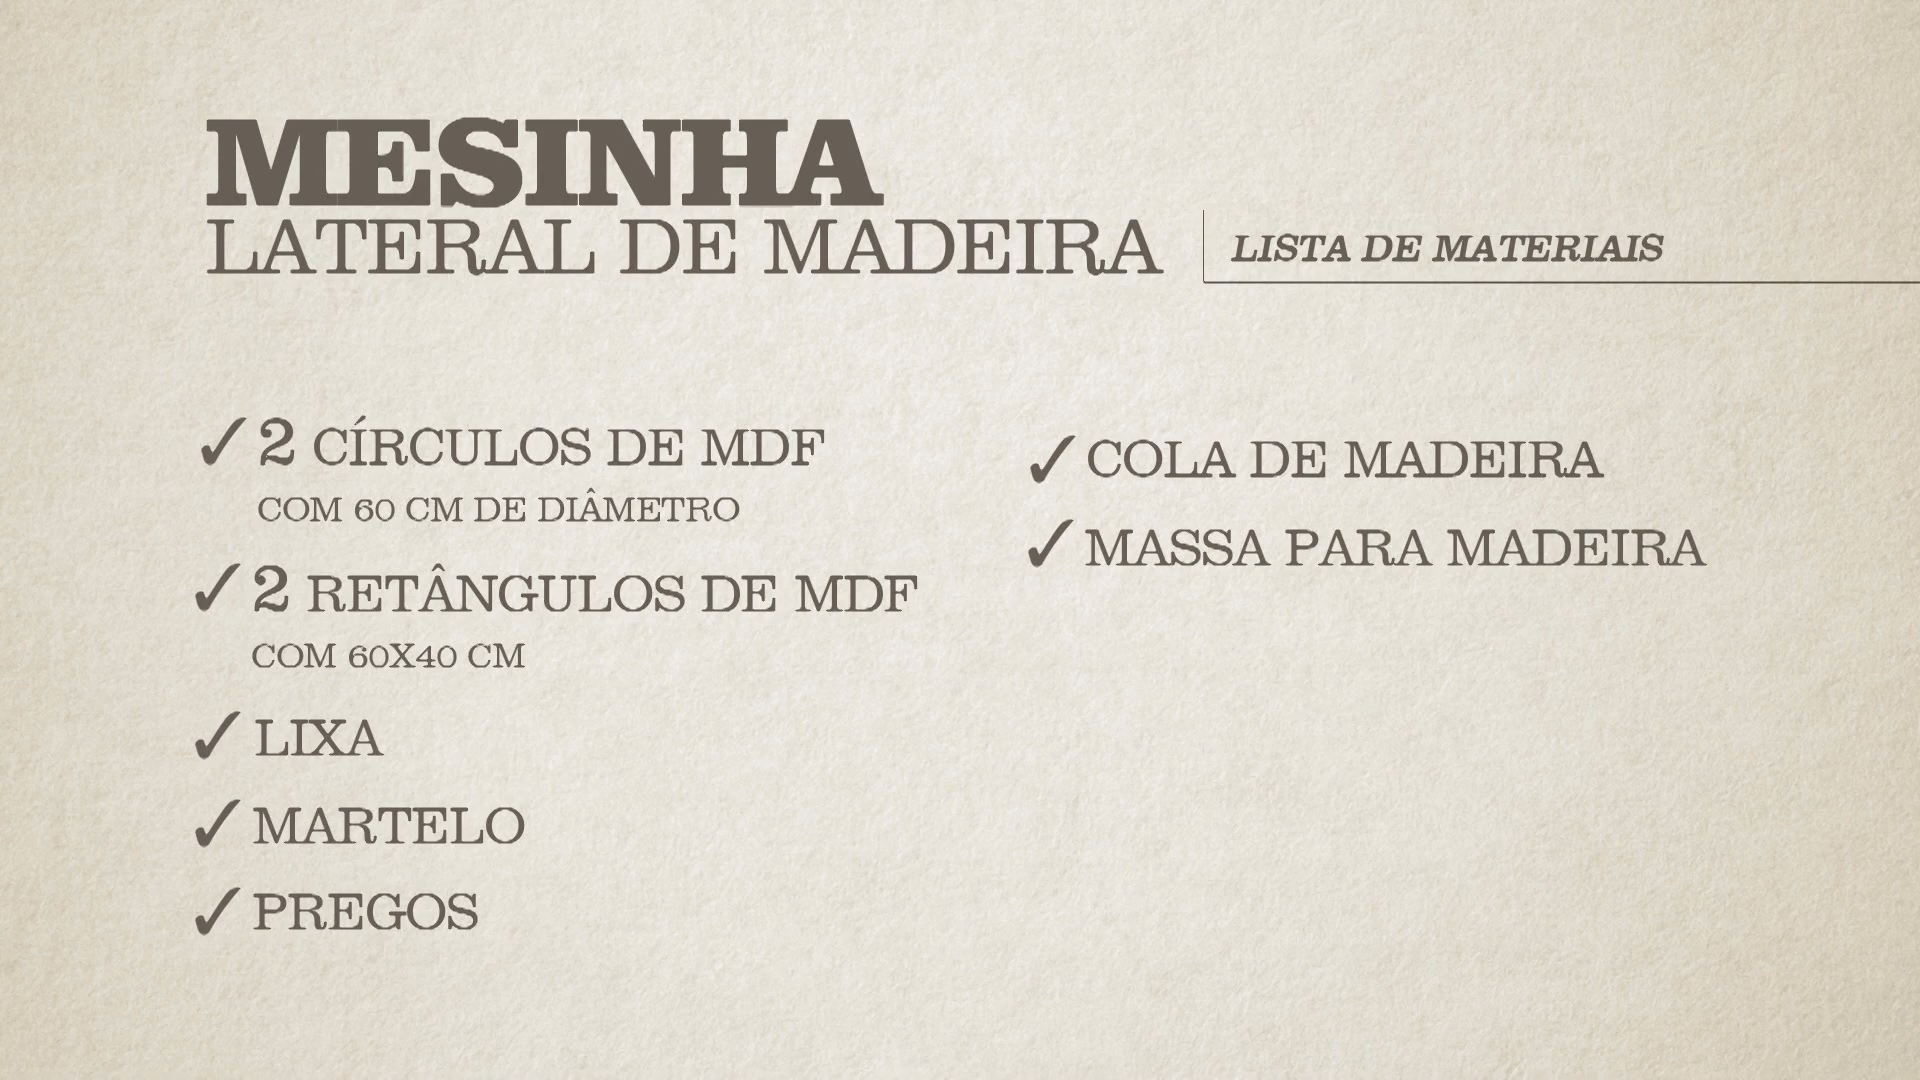 MESINHA
LATERAL DE MADEIRA
LISTA DE MATERIAIS
✓ 2 CÍRCULOS DE MDF
COM 60 CM DE DIÂMETRO
✓ 2 RETÂNGULOS DE MDF
COM 60X40 CM
✓ LIXA
✓ MARTELO
✓ PREGOS
✓ COLA DE MADEIRA
✓ MASSA PARA MADEIRA